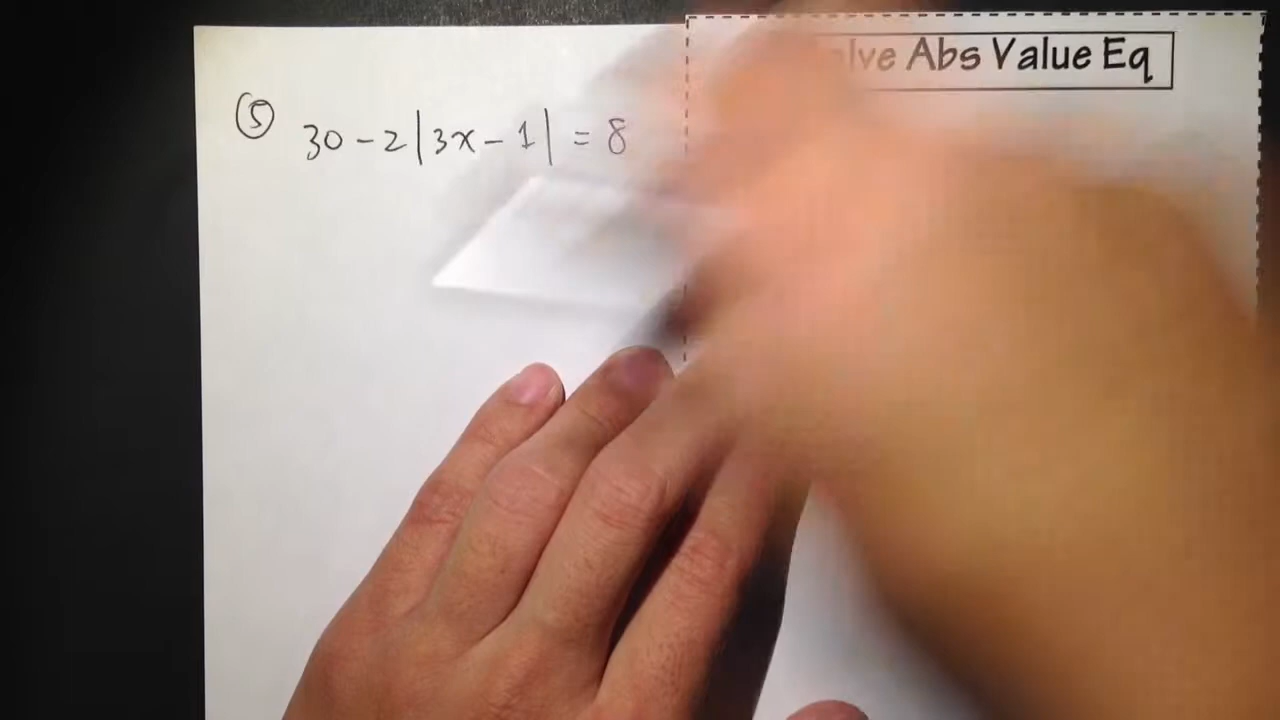 Abs Value Eq
⑤ 30 - 2|3x - 1| = 8